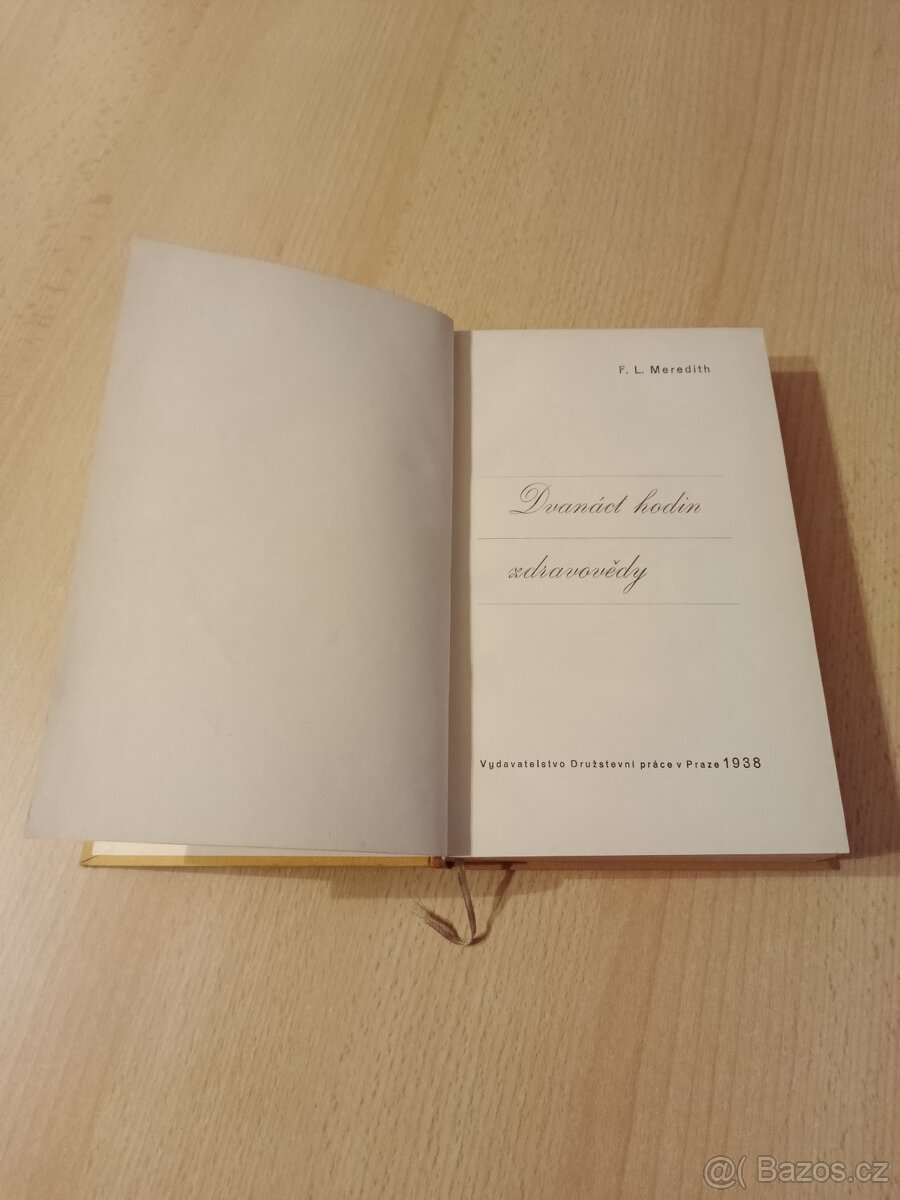 F. L. Meredith
Dvanáct hodin
zdravovědy
Vydavatelstvo Družstevní práce v Praze 1938
@( Bazos.cz